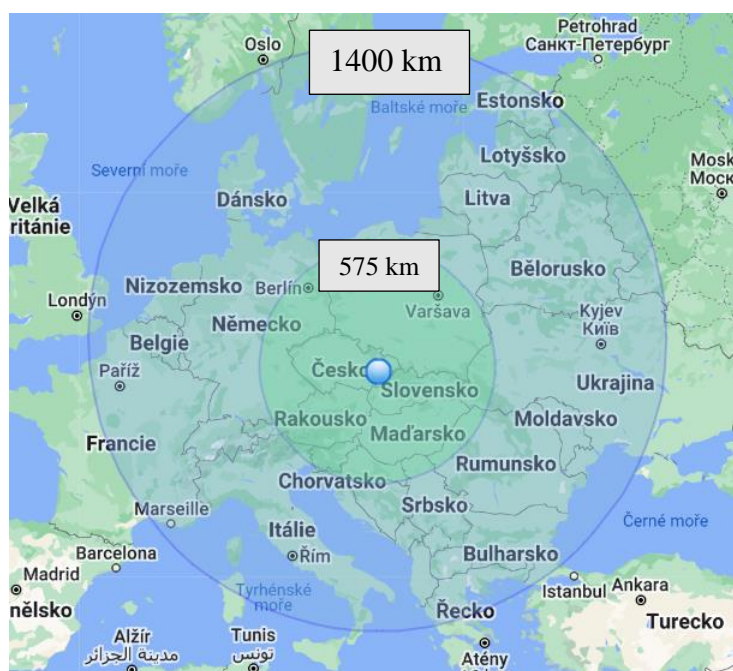 Petrohrad
Санкт-Петербург
Oslo
1400 km
Estonsko
Baltské moře
Lotyšsko
Mosk
Моск
Severní moře
Litva
Dánsko
Velká
ritánie
575 km
Bělorusko
Nizozemsko
Berlín
Varšava
Londýn
Německo
Kyjev
Київ
Belgie
Paříž
Česko
Slovensko
Ukrajina
Rakousko
Maďarsko
Moldavsko
Francie
Rumunsko
Chorvatsko
Marseille
Srbsko
Itálie
Černé moře
Řím
Bulharsko
Barcelona
Madrid
Tyrhénské
moře
Istanbul
Ankara
nělsko
Řecko
Turecko
Alžír
مدينة الجزائر
Tunis
تونس
Atény